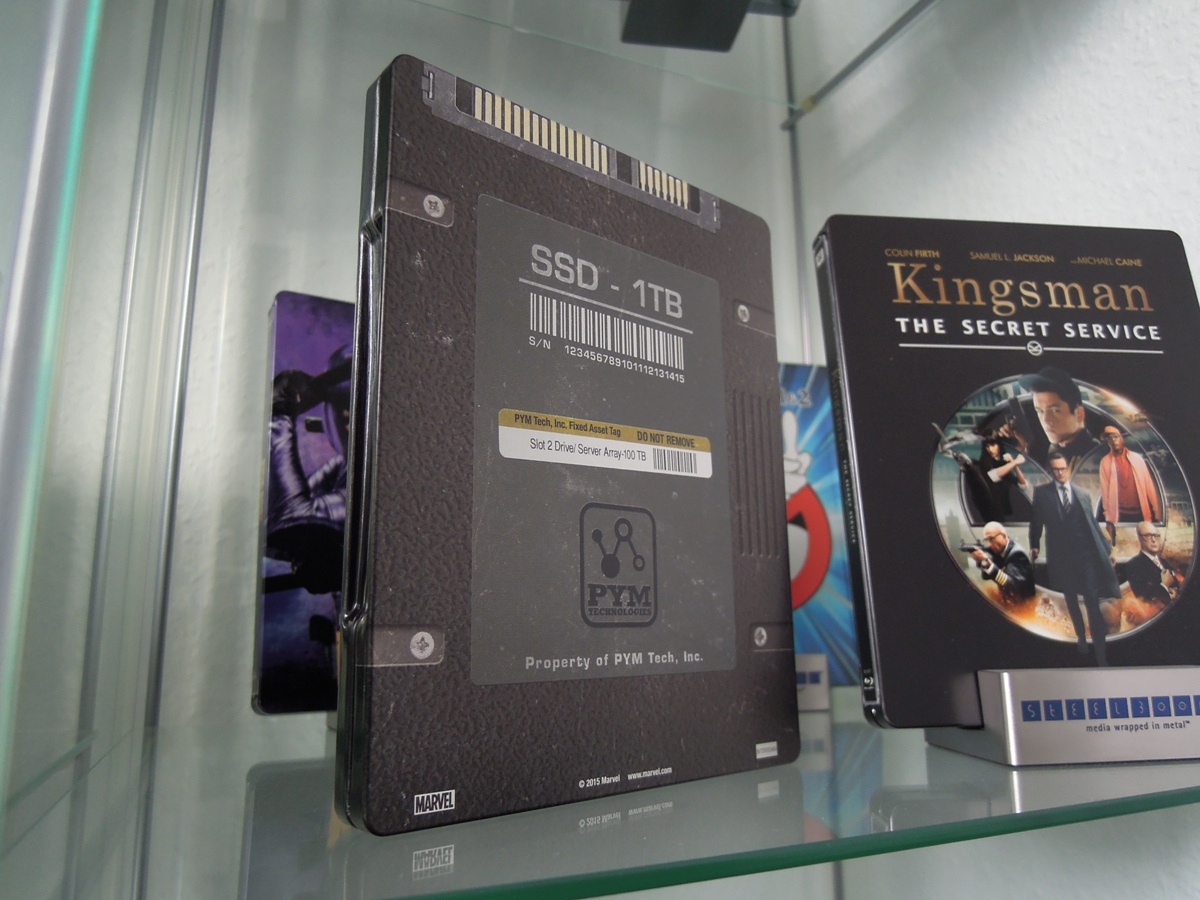 SSD - 1TB
S/N 123456789101112131415
PYM Tech, Inc. Fixed Asset Tag DO NOT REMOVE
Slot 2 Drive/ Server Array-100 TB
PYM
TECHNOLOGIES
Property of PYM Tech, Inc.
© 2015 Marvel www.marvel.com
MARVEL
COLIN FIRTH SAMUEL L. JACKSON AND MICHAEL CAINE
Kingsman
THE SECRET SERVICE
STEELBOOK
media wrapped in metal™